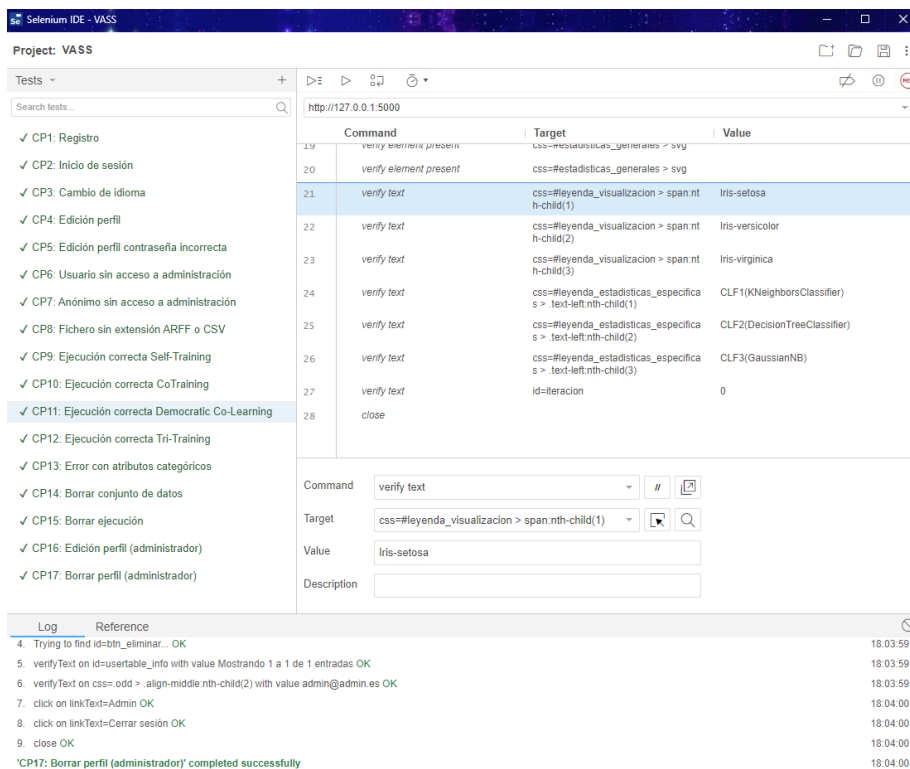 Selenium IDE - VASS
Project: VASS
Tests
Search tests...
✓ CP1: Registro
✓ CP2: Inicio de sesión
✓ CP3: Cambio de idioma
✓ CP4: Edición perfil
✓ CP5: Edición perfil contraseña incorrecta
✓ CP6: Usuario sin acceso a administración
✓ CP7: Anónimo sin acceso a administración
✓ CP8: Fichero sin extensión ARFF o CSV
✓ CP9: Ejecución correcta Self-Training
✓ CP10: Ejecución correcta CoTraining
✓ CP11: Ejecución correcta Democratic Co-Learning
✓ CP12: Ejecución correcta Tri-Training
✓ CP13: Error con atributos categóricos
✓ CP14: Borrar conjunto de datos
✓ CP15: Borrar ejecución
✓ CP16: Edición perfil (administrador)
✓ CP17: Borrar perfil (administrador)
http://127.0.0.1:5000
Command Target Value
19 verify element present css=#estadisticas_generales > svg
20 verify element present css=#estadisticas_generales > svg
21 verify text css=#leyenda_visualizacion > span:nt Iris-setosa
h-child(1)
22 verify text css=#leyenda_visualizacion > span:nt Iris-versicolor
h-child(2)
23 verify text css=#leyenda_visualizacion > span:nt Iris-virginica
h-child(3)
24 verify text css=#leyenda_estadisticas_especifica CLF1(KNeighborsClassifier)
s > .text-left:nth-child(1)
25 verify text css=#leyenda_estadisticas_especifica CLF2(DecisionTreeClassifier)
s > .text-left:nth-child(2)
26 verify text css=#leyenda_estadisticas_especifica CLF3(GaussianNB)
s > .text-left:nth-child(3)
27 verify text id=iteracion 0
28 close
Command verify text //
Target css=#leyenda_visualizacion > span:nth-child(1)
Value Iris-setosa
Description
Log Reference
4. Trying to find id=btn_eliminar... OK 18:03:59
5. verifyText on id=usertable_info with value Mostrando 1 a 1 de 1 entradas OK 18:03:59
6. verifyText on css=.odd > .align-middle:nth-child(2) with value admin@admin.es OK 18:03:59
7. click on linkText=Admin OK 18:04:00
8. click on linkText=Cerrar sesión OK 18:04:00
9. close OK 18:04:00
'CP17: Borrar perfil (administrador)' completed successfully 18:04:00